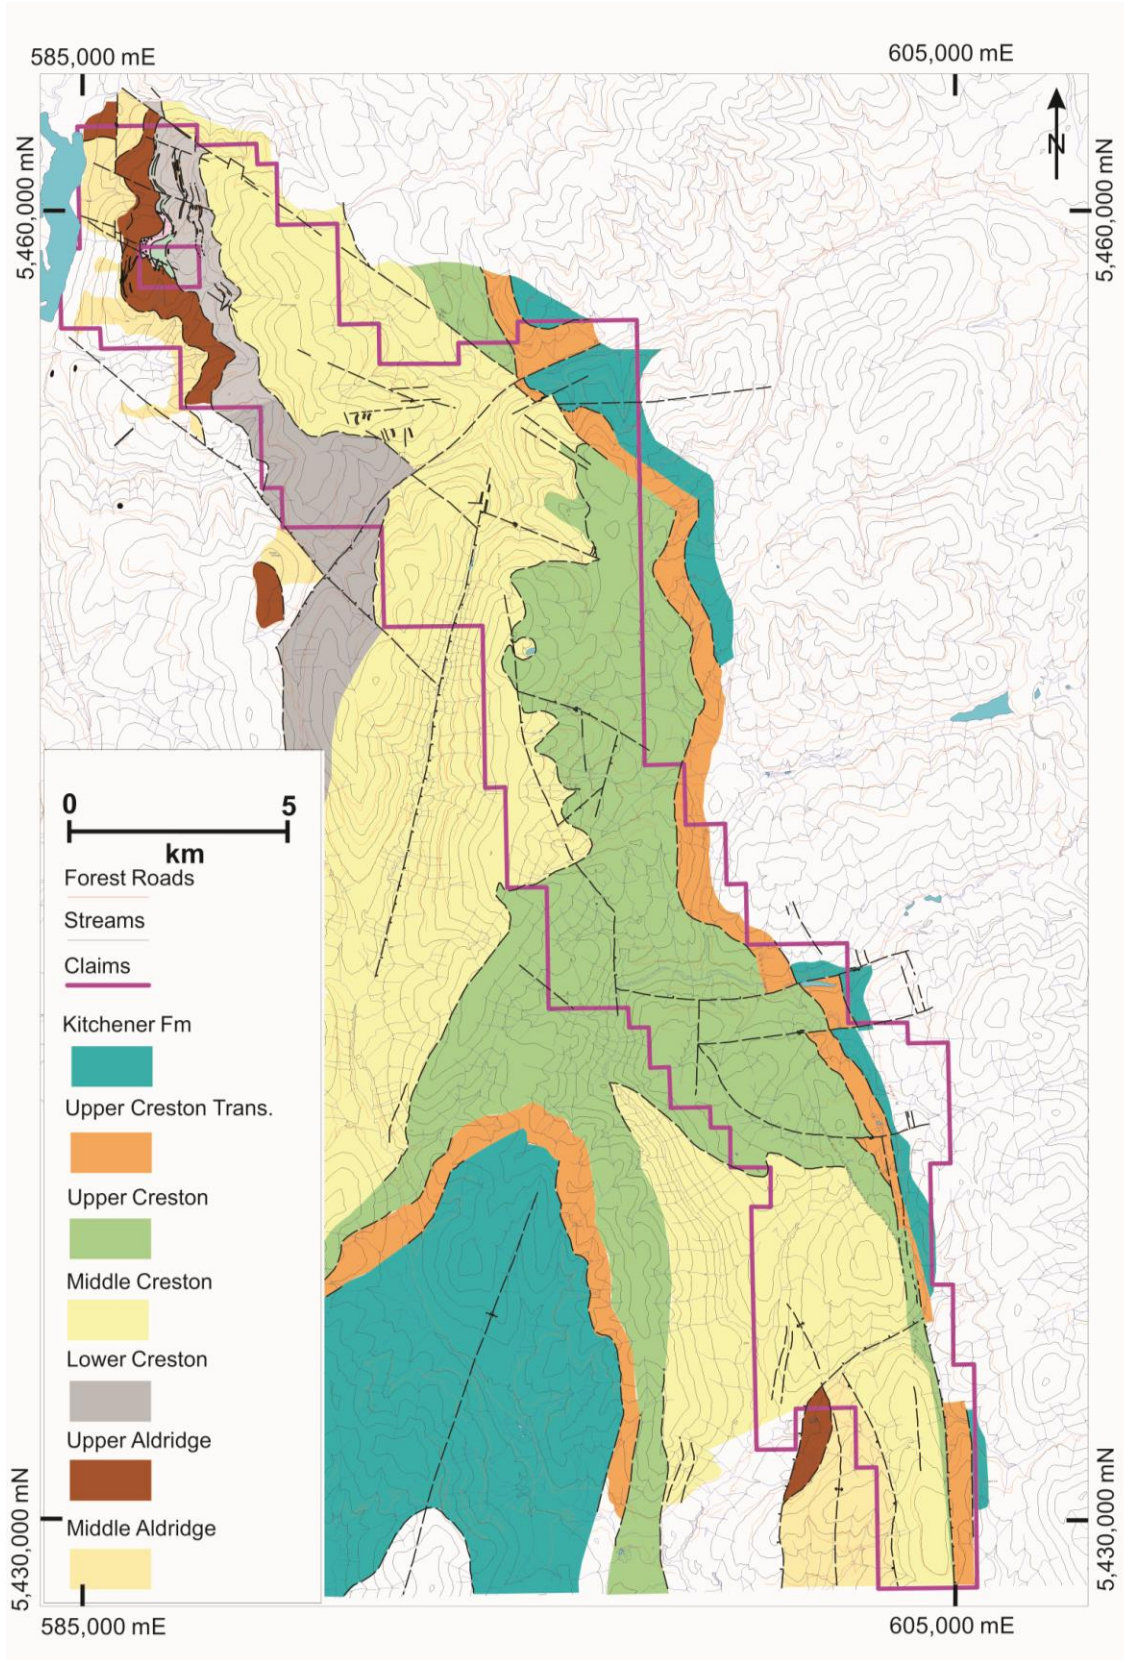 585,000 mE
605,000 mE
N
5,460,000 mN
5,460,000 mN
0 5
km
Forest Roads
Streams
Claims
Kitchener Fm
Upper Creston Trans.
Upper Creston
Middle Creston
Lower Creston
Upper Aldridge
Middle Aldridge
5,430,000 mN
5,430,000 mN
585,000 mE
605,000 mE